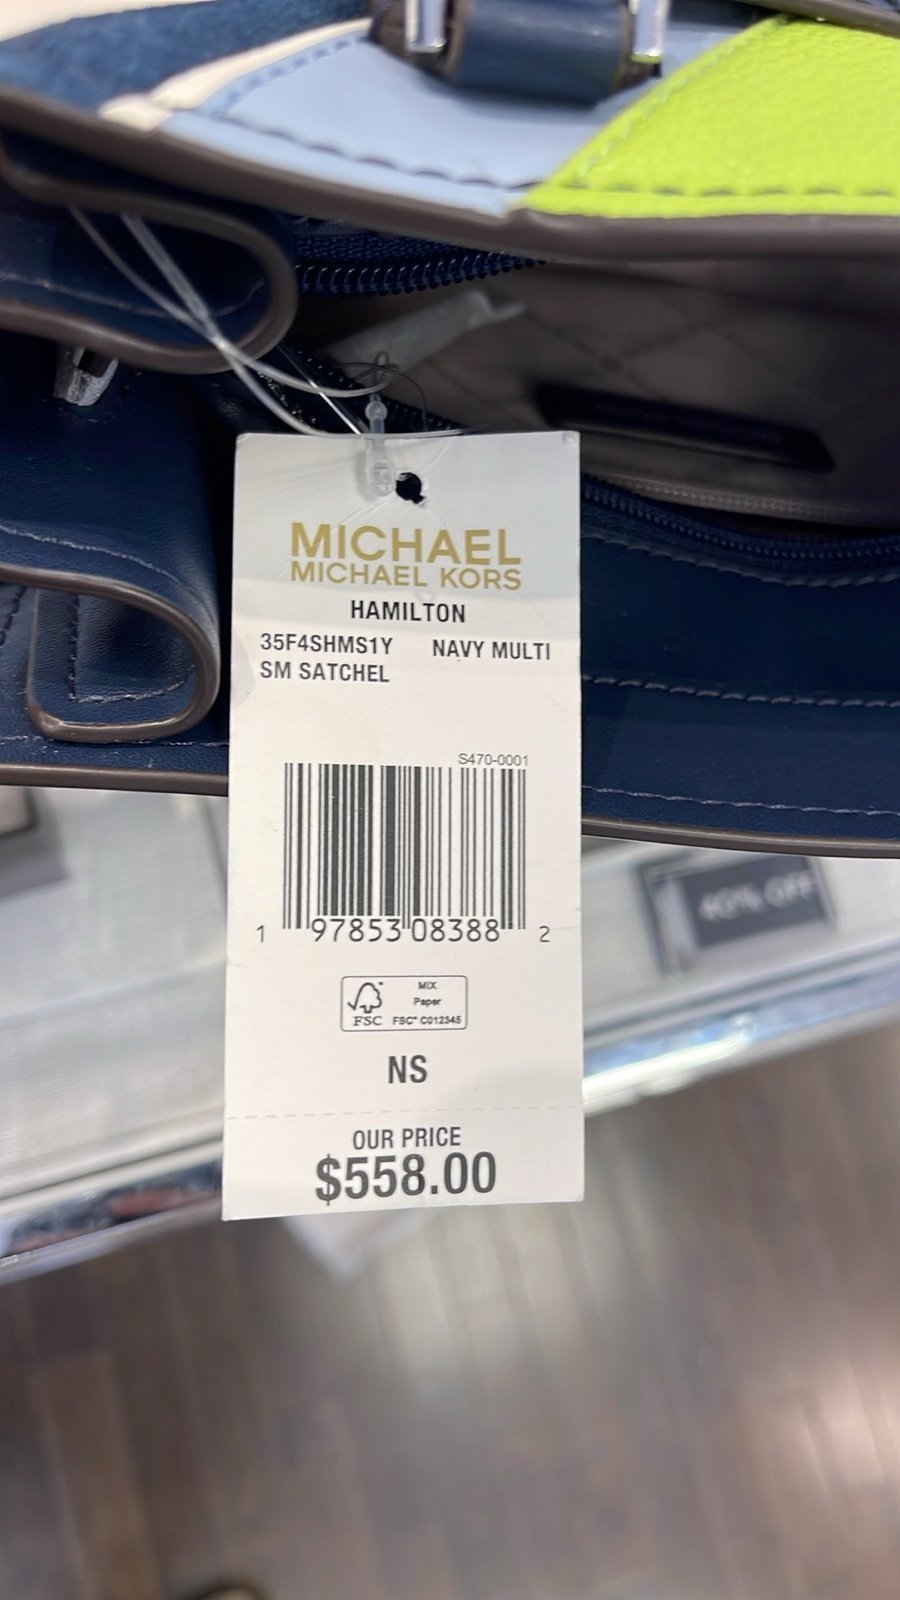 MICHAEL
MICHAEL KORS
HAMILTON
35F4SHMS1Y NAVY MULTI
SM SATCHEL
S470-0001
1 97853 08388 2
MIX
Paper
FSC FSC® C012345
NS
OUR PRICE
$558.00
40% OFF